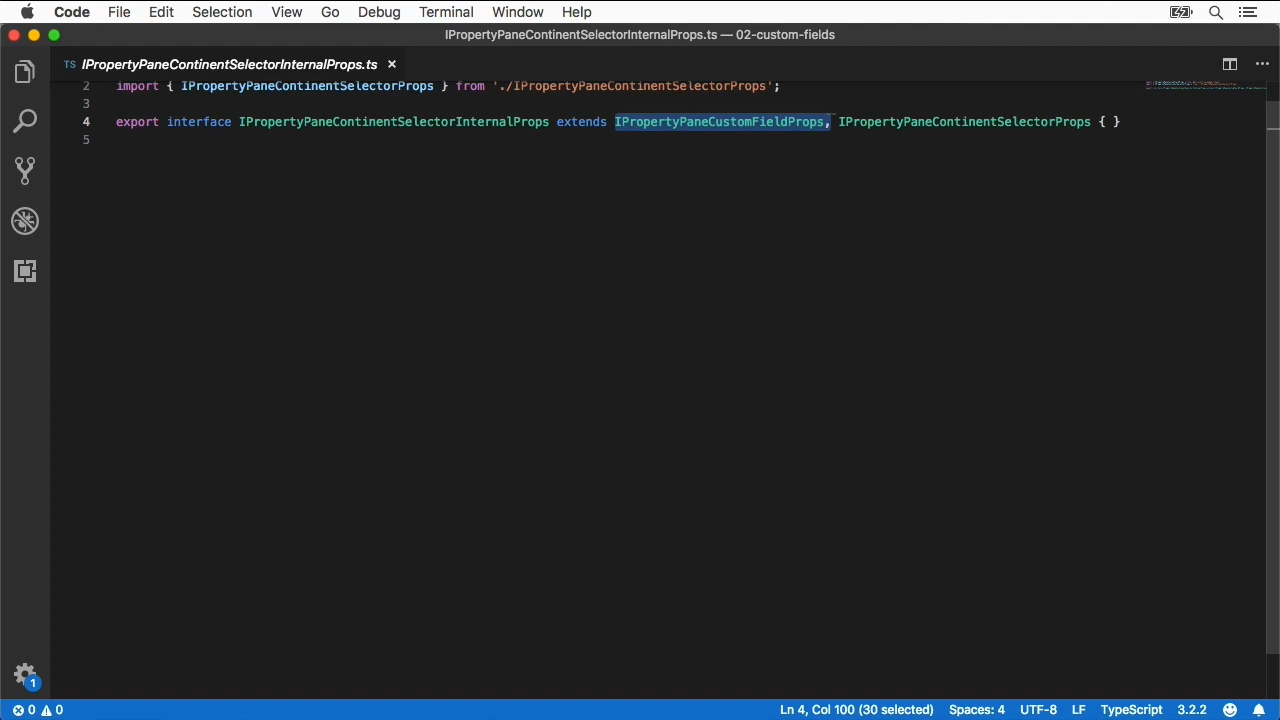 Code File Edit Selection View Go Debug Terminal Window Help
IPropertyPaneContinentSelectorInternalProps.ts — 02-custom-fields
TS IPropertyPaneContinentSelectorInternalProps.ts ×
2 import { IPropertyPaneContinentSelectorProps } from './IPropertyPaneContinentSelectorProps';
3
4 export interface IPropertyPaneContinentSelectorInternalProps extends IPropertyPaneCustomFieldProps, IPropertyPaneContinentSelectorProps { }
5
1
0 0 Ln 4, Col 100 (30 selected) Spaces: 4 UTF-8 LF TypeScript 3.2.2